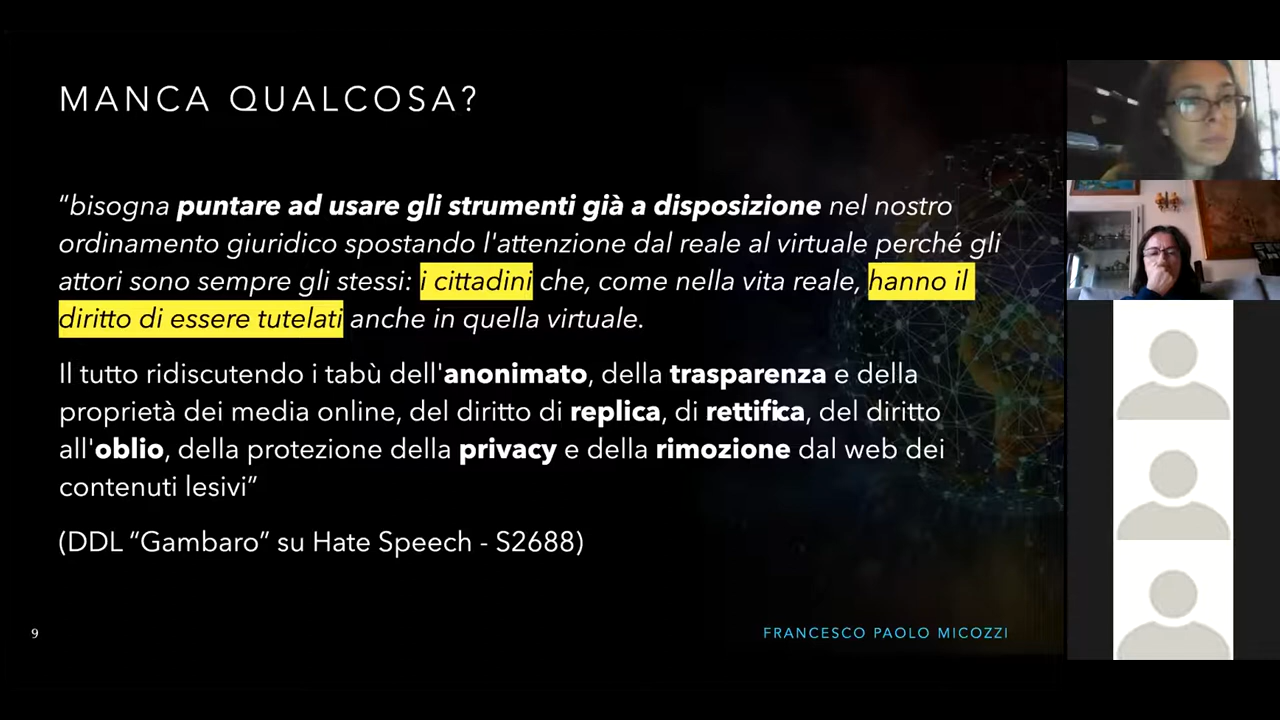 MANCA QUALCOSA?
“bisogna puntare ad usare gli strumenti già a disposizione nel nostro
ordinamento giuridico spostando l'attenzione dal reale al virtuale perché gli
attori sono sempre gli stessi: i cittadini che, come nella vita reale, hanno il
diritto di essere tutelati anche in quella virtuale.
Il tutto ridiscutendo i tabù dell'anonimato, della trasparenza e della
proprietà dei media online, del diritto di replica, di rettifica, del diritto
all'oblio, della protezione della privacy e della rimozione dal web dei
contenuti lesivi”
(DDL “Gambaro” su Hate Speech - S2688)
9
FRANCESCO PAOLO MICOZZI